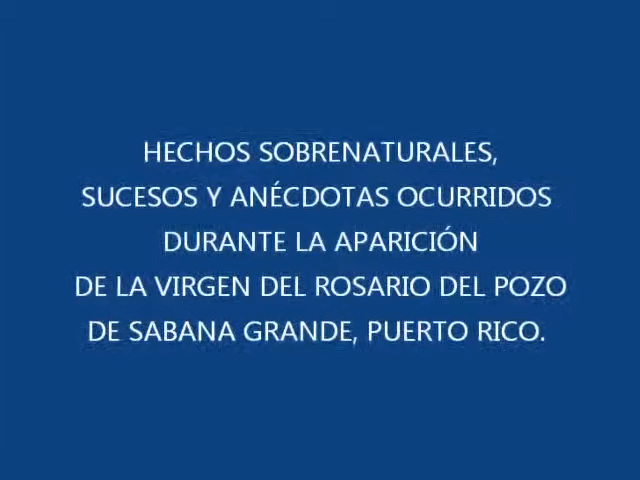 HECHOS SOBRENATURALES,
SUCESOS Y ANÉCDOTAS OCURRIDOS
DURANTE LA APARICIÓN
DE LA VIRGEN DEL ROSARIO DEL POZO
DE SABANA GRANDE, PUERTO RICO.